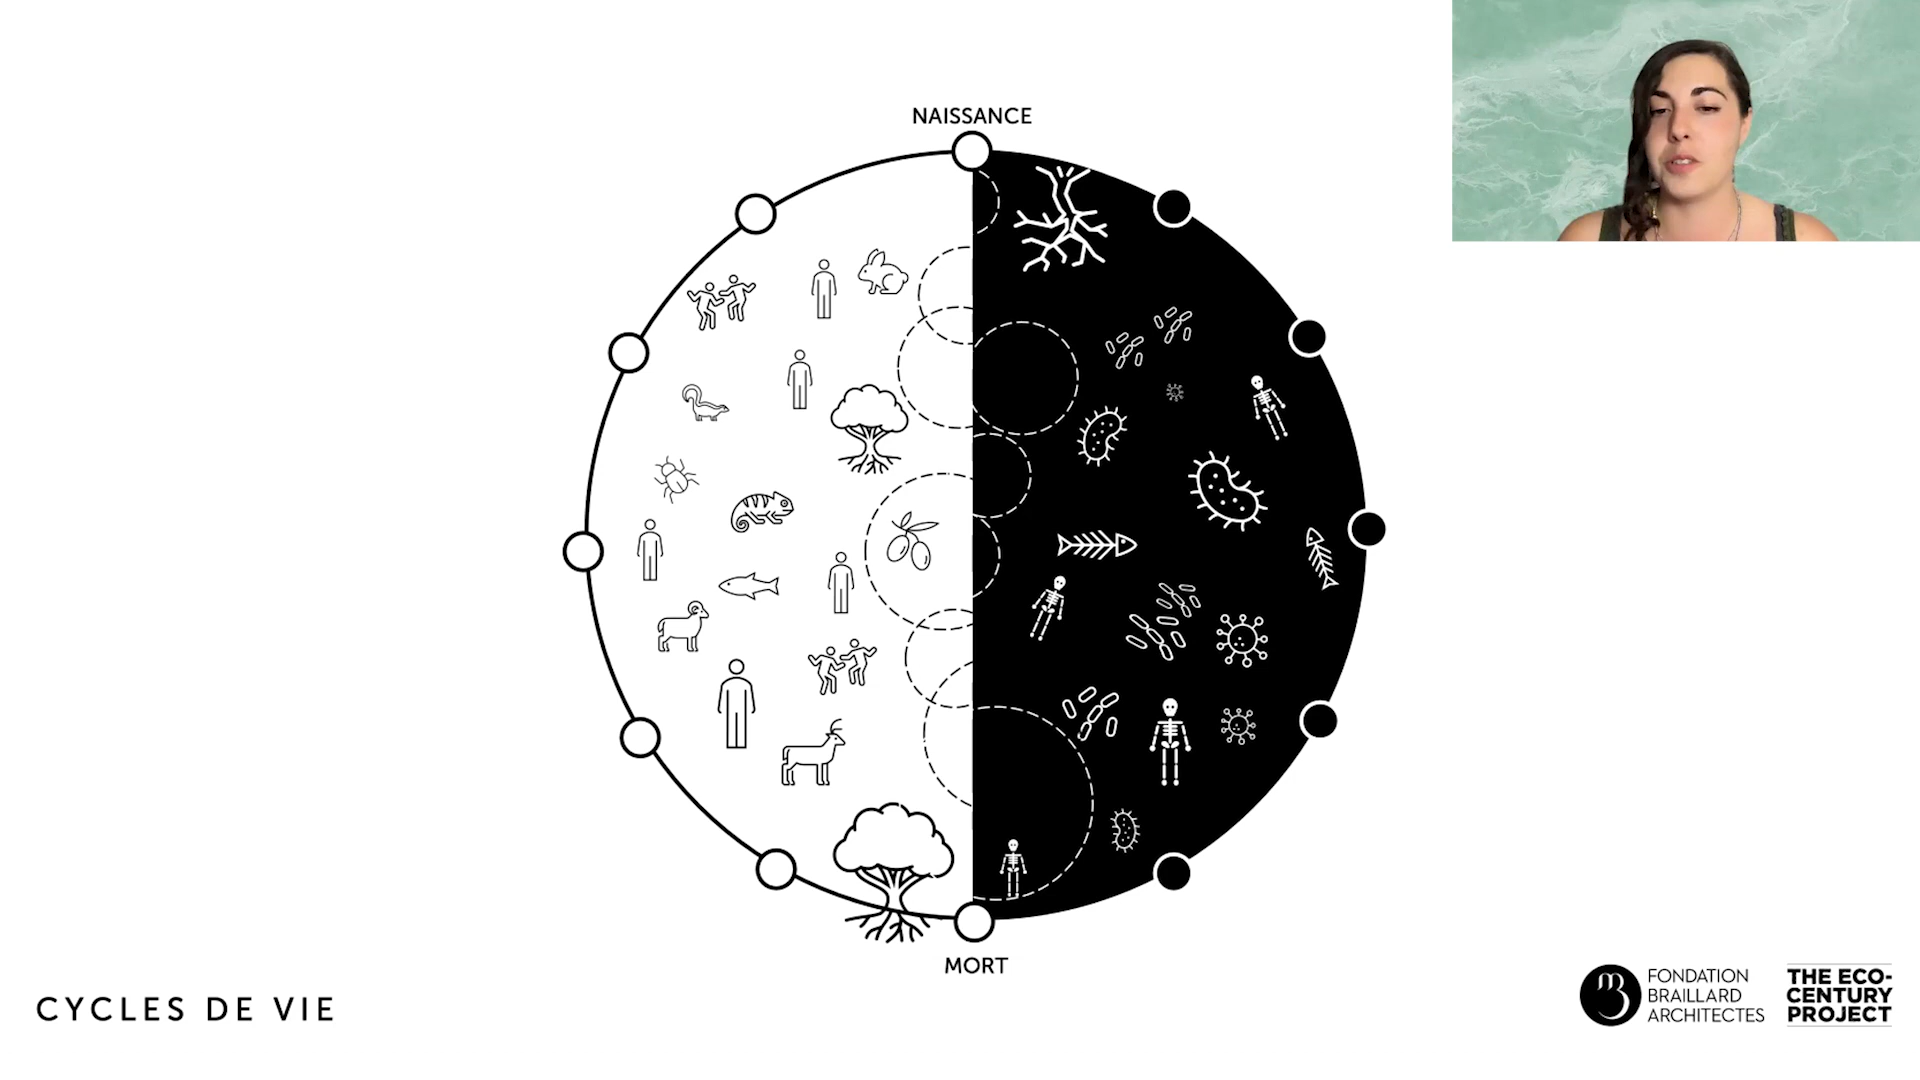 NAISSANCE
MORT
CYCLES DE VIE
FONDATION
BRAILLARD
ARCHITECTES
THE ECO-
CENTURY
PROJECT